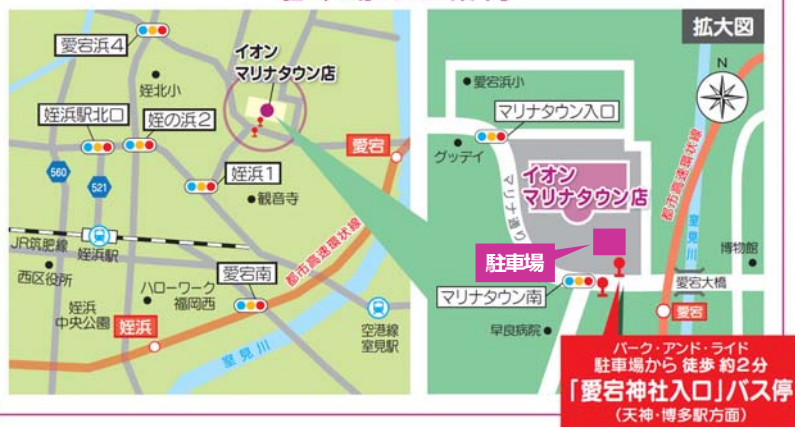 愛宕浜4
姪北小
イオン
マリナタウン店
姪浜駅北口
姪の浜2
愛宕
560
521
姪浜1
観音寺
JR筑肥線
姪浜駅
西区役所
ハローワーク
福岡西
愛宕南
都市高速環状線
姪浜
中央公園
姪浜
室見川
空港線
室見駅
拡大図
N
愛宕浜小
マリナタウン入口
グッデイ
イオン
マリナタウン店
マリナ通り
都市高速環状線
室見川
駐車場
博物館
マリナタウン南
愛宕大橋
愛宕
早良病院
パーク・アンド・ライド
駐車場から 徒歩 約2分
「愛宕神社入口」バス停
(天神・博多駅方面)